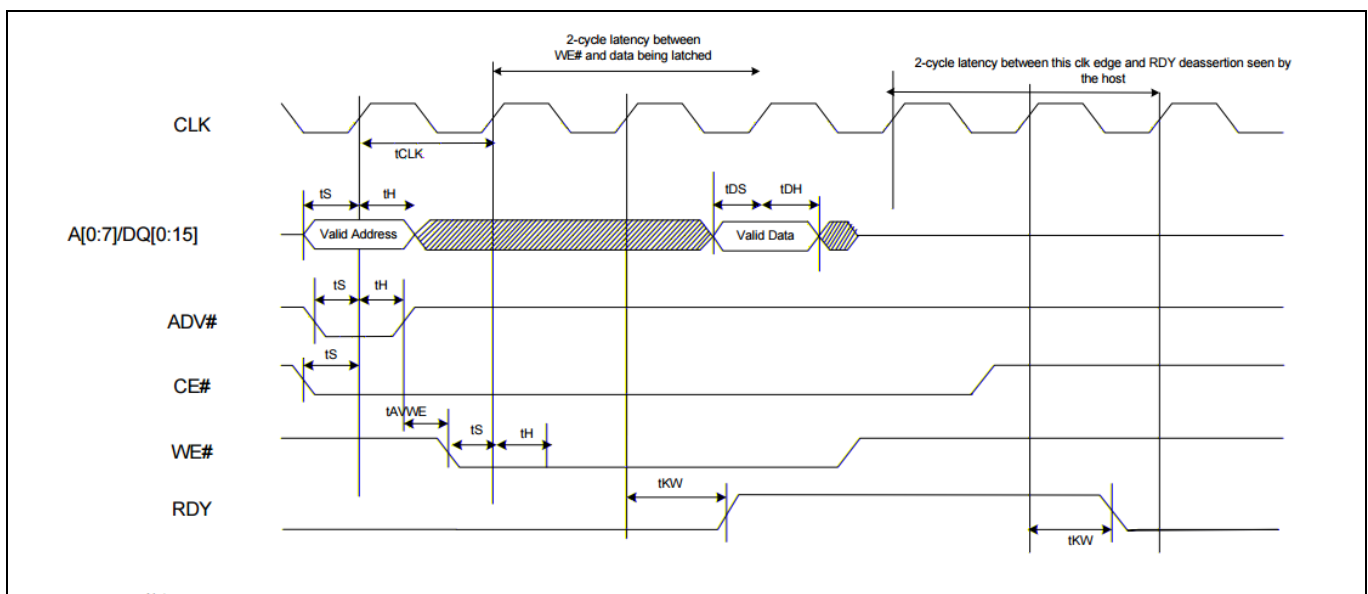 2-cycle latency between
WE# and data being latched
2-cycle latency between this clk edge and RDY deassertion seen by
the host
CLK
tCLK
tS
tH
tDS
tDH
A[0:7]/DQ[0:15]
Valid Address
Valid Data
tS
tH
ADV#
tS
CE#
tAVWE
tS
tH
WE#
tKW
RDY
tKW